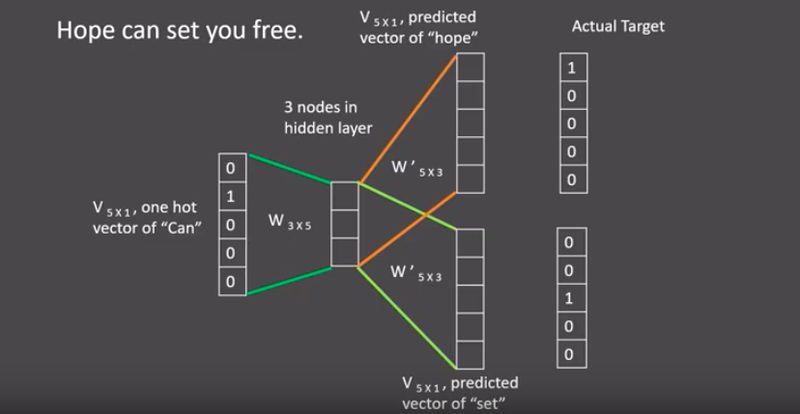 Hope can set you free.
V 5X1, predicted
vector of “hope”
Actual Target
3 nodes in
hidden layer
V 5X1, one hot
vector of “Can”
0
1
0
0
0
W 3X5
W’ 5X3
W’ 5X3
1
0
0
0
0
0
0
1
0
0
V 5X1, predicted
vector of “set”